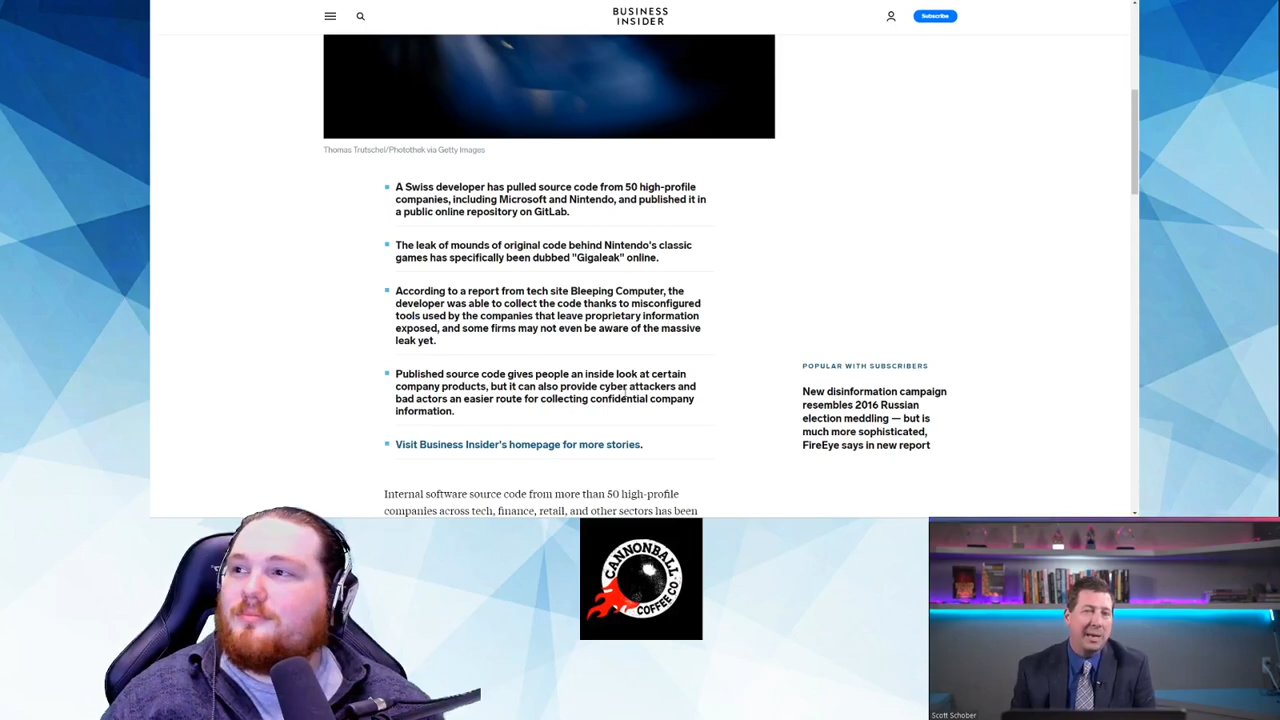 BUSINESS
INSIDER
Subscribe
Thomas Trutschel/Photothek via Getty Images
A Swiss developer has pulled source code from 50 high-profile
companies, including Microsoft and Nintendo, and published it in
a public online repository on GitLab.
The leak of mounds of original code behind Nintendo's classic
games has specifically been dubbed "Gigaleak" online.
According to a report from tech site Bleeping Computer, the
developer was able to collect the code thanks to misconfigured
tools used by the companies that leave proprietary information
exposed, and some firms may not even be aware of the massive
leak yet.
Published source code gives people an inside look at certain
company products, but it can also provide cyber attackers and
bad actors an easier route for collecting confidential company
information.
Visit Business Insider's homepage for more stories.
Internal software source code from more than 50 high-profile
companies across tech, finance, retail, and other sectors has been
POPULAR WITH SUBSCRIBERS
New disinformation campaign
resembles 2016 Russian
election meddling — but is
much more sophisticated,
FireEye says in new report
CANNONBALL
COFFEE CO.
Scott Schober